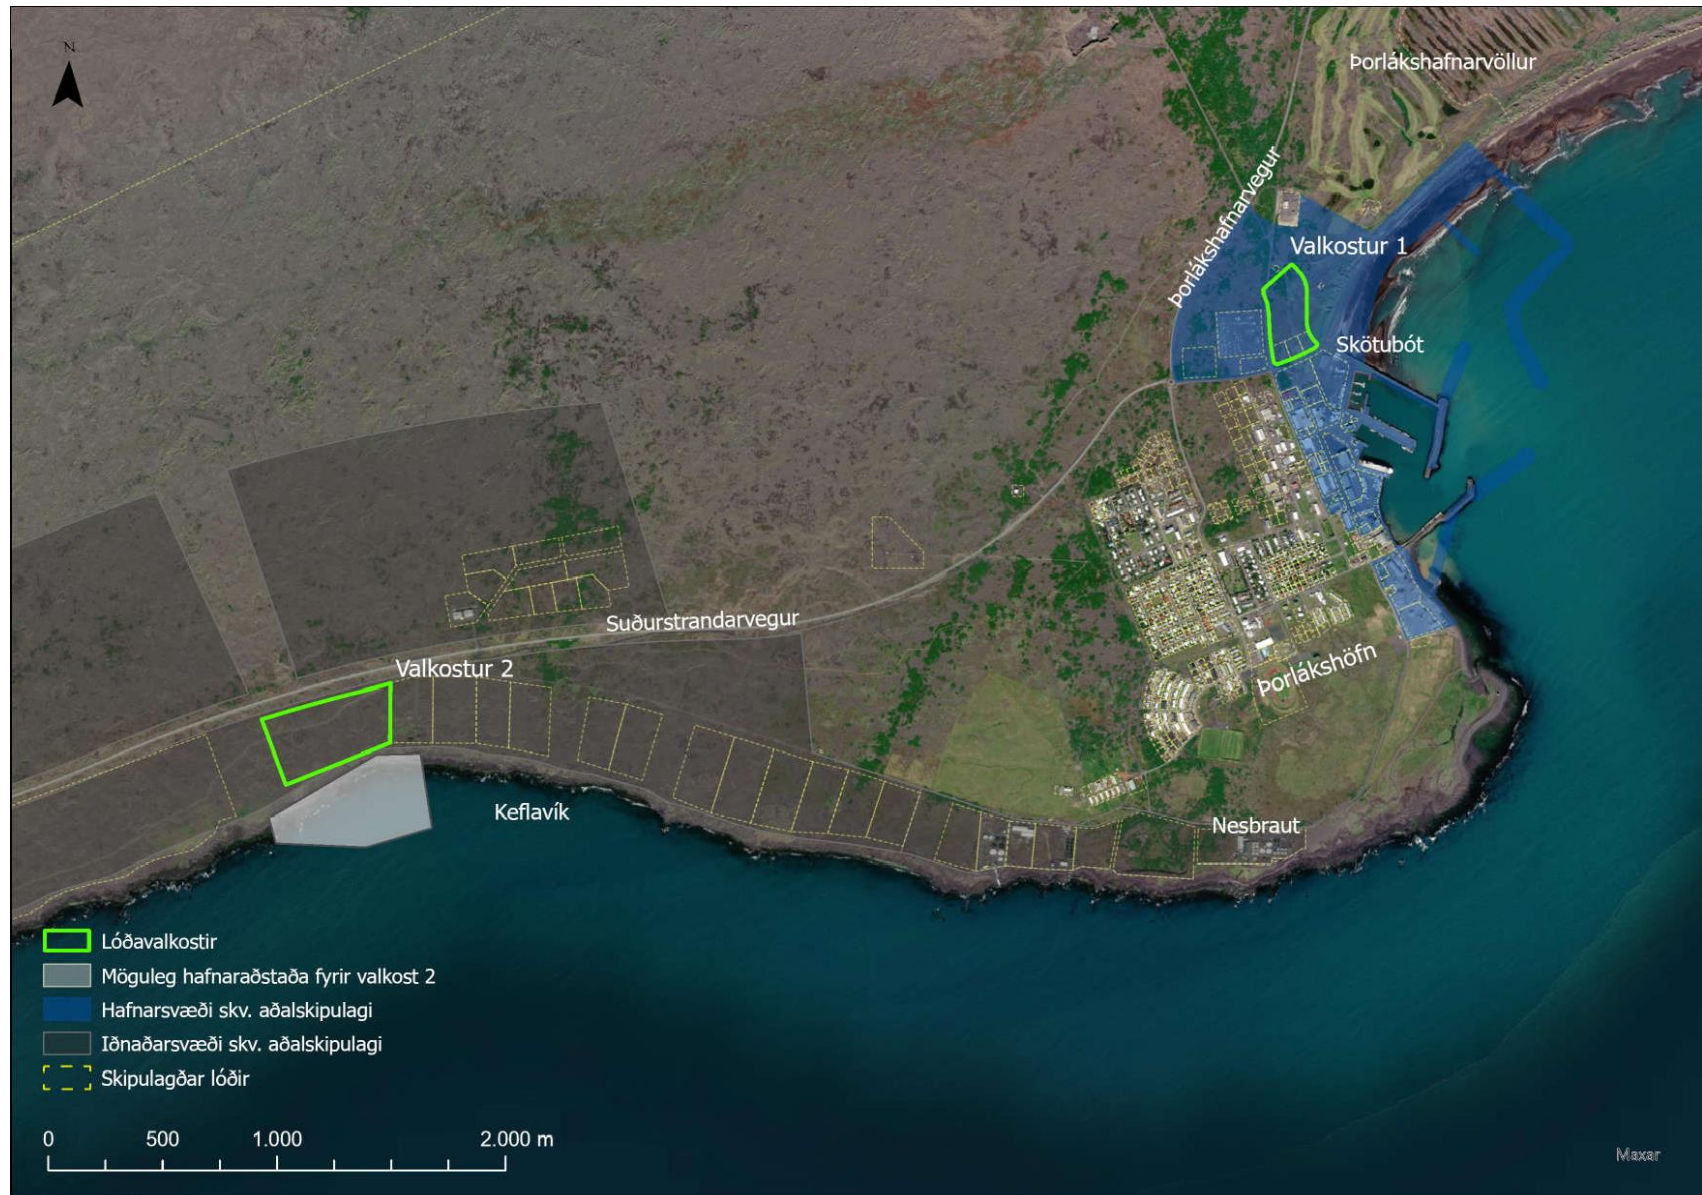 N
Þorlákshafnarvöllur
Þorlákshafnarvegur
Valkostur 1
Skötubót
Suðurstrandarvegur
Valkostur 2
Þorlákshöfn
Keflavík
Nesbraut
Lóðavalkostir
Möguleg hafnaraðstaða fyrir valkost 2
Hafnarsvæði skv. aðalskipulagi
Iðnaðarsvæði skv. aðalskipulagi
Skipulagðar lóðir
0 500 1.000 2.000 m
Maxar